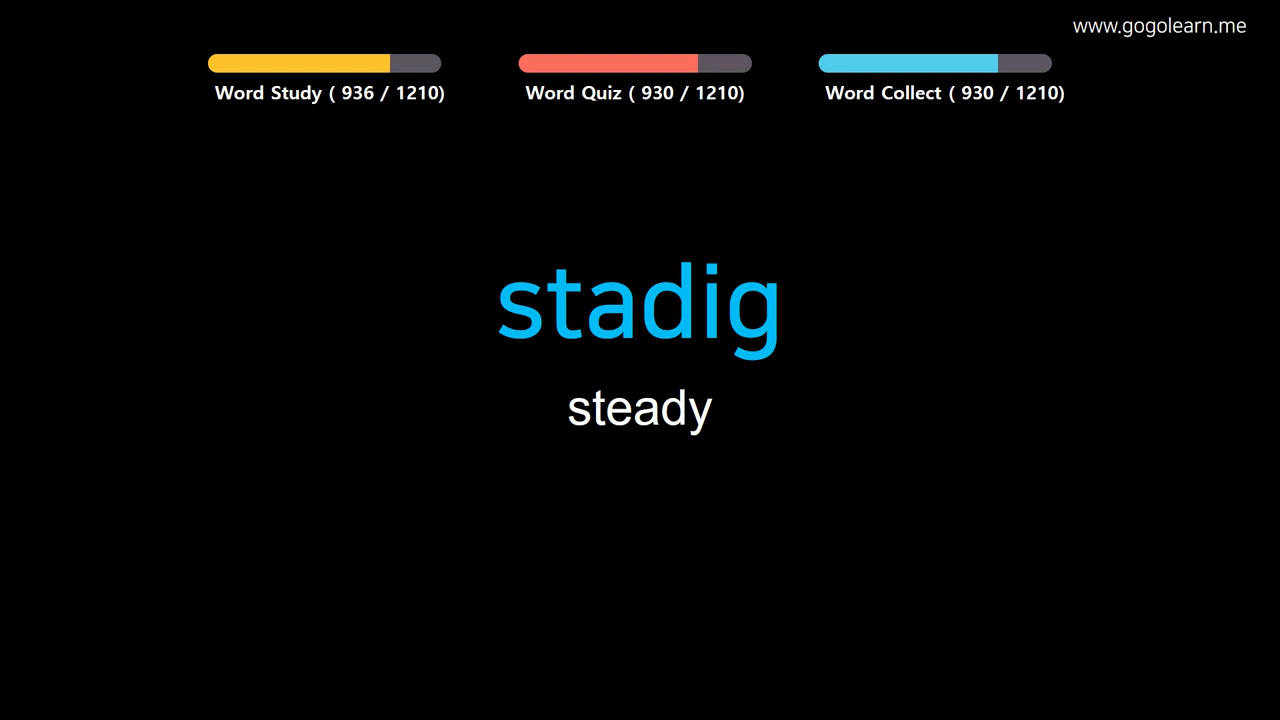 www.gogolearn.me
Word Study ( 936 / 1210)
Word Quiz ( 930 / 1210)
Word Collect ( 930 / 1210)
stadig
steady